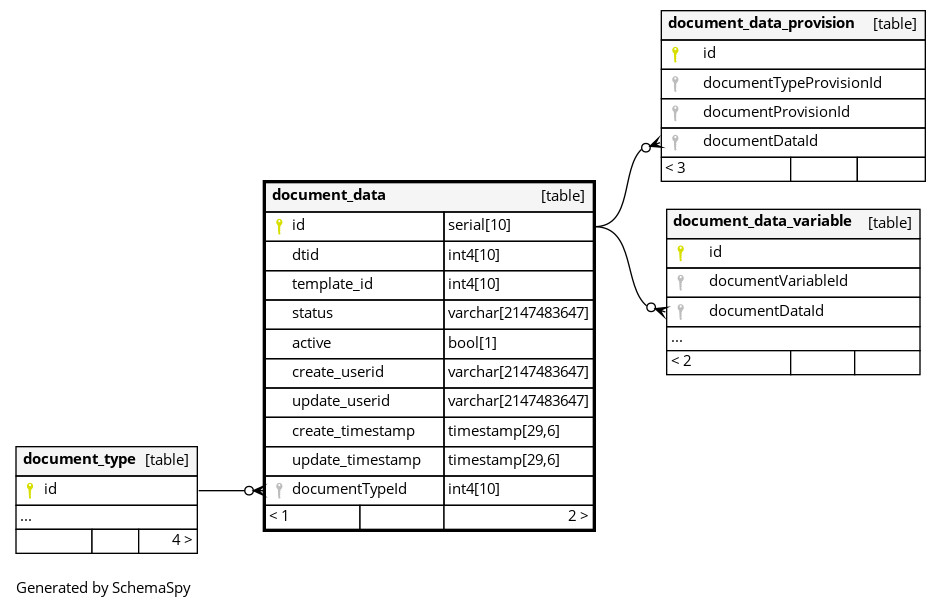 document_data_provision [table]
id
documentTypeProvisionId
documentProvisionId
documentDataId
< 3
document_data [table]
id serial[10]
dtid int4[10]
template_id int4[10]
status varchar[2147483647]
active bool[1]
create_userid varchar[2147483647]
update_userid varchar[2147483647]
create_timestamp timestamp[29,6]
update_timestamp timestamp[29,6]
documentTypeId int4[10]
< 1 2 >
document_data_variable [table]
id
documentVariableId
documentDataId
...
< 2
document_type [table]
id
...
4 >
Generated by SchemaSpy